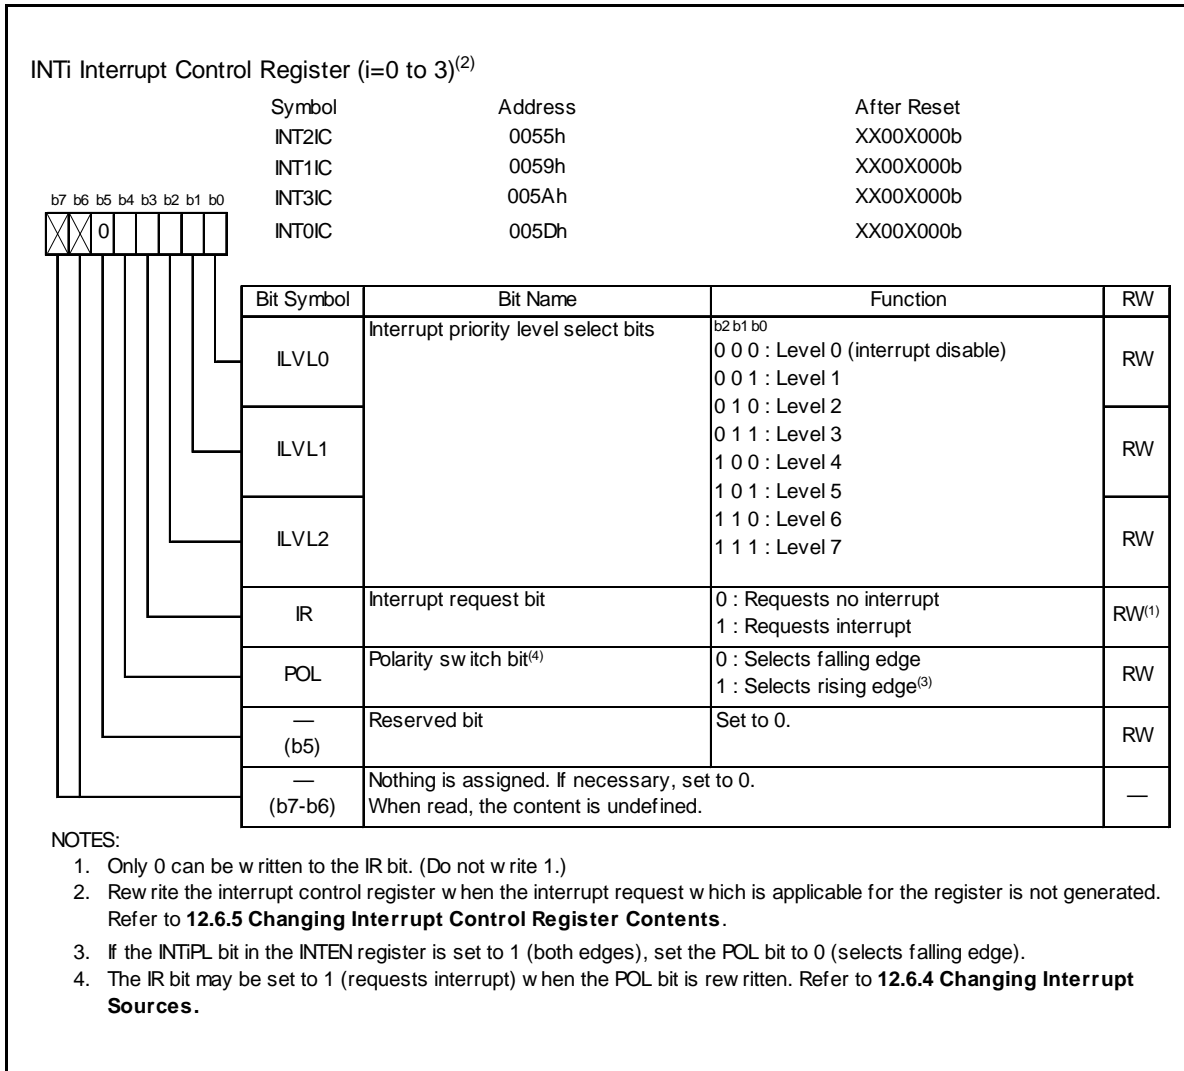 INTi Interrupt Control Register (i=0 to 3)(2)
Symbol Address After Reset
INT2IC 0055h XX00X000b
INT1IC 0059h XX00X000b
INT3IC 005Ah XX00X000b
INT0IC 005Dh XX00X000b
b7 b6 b5 b4 b3 b2 b1 b0
0
Bit Symbol Bit Name Function RW
ILVL0 Interrupt priority level select bits b2 b1 b0
0 0 0 : Level 0 (interrupt disable) RW
0 0 1 : Level 1
0 1 0 : Level 2
ILVL1 0 1 1 : Level 3 RW
1 0 0 : Level 4
1 0 1 : Level 5
ILVL2 1 1 0 : Level 6 RW
1 1 1 : Level 7
IR Interrupt request bit 0 : Requests no interrupt RW(1)
1 : Requests interrupt
POL Polarity switch bit(4) 0 : Selects falling edge RW
1 : Selects rising edge(3)
— Reserved bit Set to 0. RW
(b5)
— Nothing is assigned. If necessary, set to 0. —
(b7-b6) When read, the content is undefined.
NOTES:
1. Only 0 can be written to the IR bit. (Do not write 1.)
2. Rewrite the interrupt control register when the interrupt request which is applicable for the register is not generated.
Refer to 12.6.5 Changing Interrupt Control Register Contents.
3. If the INTiPL bit in the INTEN register is set to 1 (both edges), set the POL bit to 0 (selects falling edge).
4. The IR bit may be set to 1 (requests interrupt) when the POL bit is rewritten. Refer to 12.6.4 Changing Interrupt
Sources.